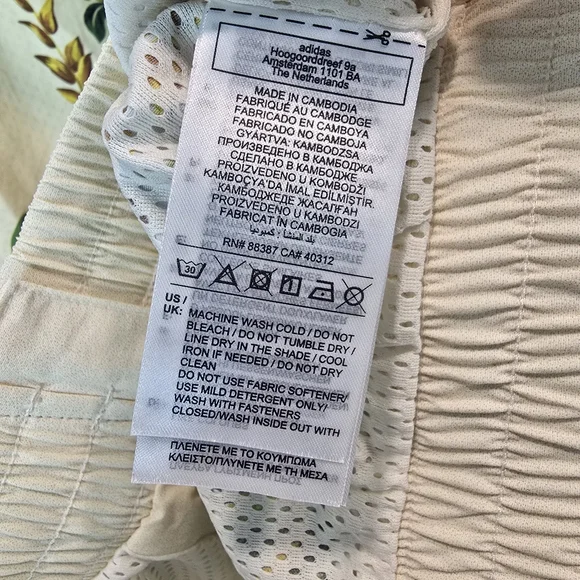 adidas
Hoogoorddreef 9a
Amsterdam 1101 BA
The Netherlands
MADE IN CAMBODIA
FABRIQUÉ AU CAMBODGE
FABRICADO EN CAMBOYA
FABRICADO NO CAMBOJA
GYÁRTVA: KAMBODZSA
ПРОИЗВЕДЕНО В КАМБОДЖА
СДЕЛАНО В КАМБОДЖЕ
PROIZVEDENO U KOMBODŽI
KAMBOÇYA'DA İMAL EDİLMİŞTİR.
КАМБОДЖЕДЕ ЖАСАЛҒАН
PROIZVEDENO U KAMBODZI
FABRICAT ÎN CAMBOGIA
بلد المنشأ : كمبوديا
RN# 88387 CA# 40312
30
US /
UK: MACHINE WASH COLD / DO NOT
BLEACH / DO NOT TUMBLE DRY /
LINE DRY IN THE SHADE / COOL
IRON IF NEEDED / DO NOT DRY
CLEAN
DO NOT USE FABRIC SOFTENER/
USE MILD DETERGENT ONLY/
WASH WITH FASTENERS
CLOSED/WASH INSIDE OUT WITH
ΠΛΕΝΕΤΕ ΜΕ ΤΟ ΚΟΥΜΠΩΜΑ
ΚΛΕΙΣΤΟ/ΠΛΥΝΕΤΕ ΜΕ ΤΗ ΜΕΣΑ